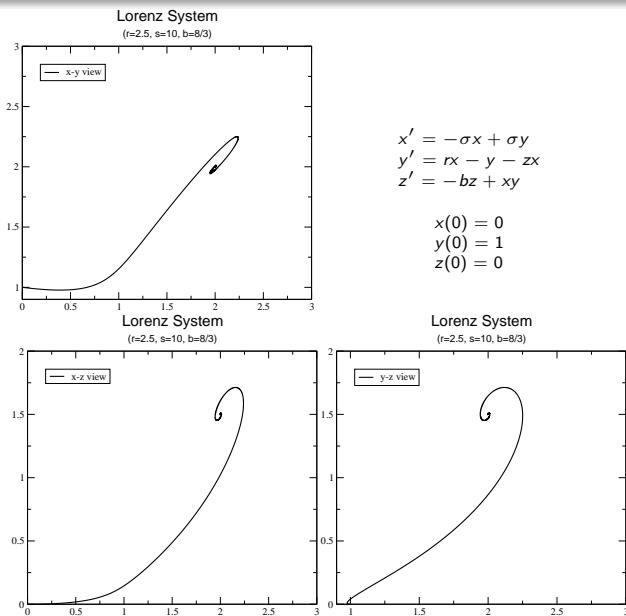 Lorenz System
(r=2.5, s=10, b=8/3)
3
2.5
2
1.5
1
0
0.5
1
1.5
2
2.5
3
x-y view
x′ = −σx + σy
y′ = rx − y − zx
z′ = −bz + xy
x(0) = 0
y(0) = 1
z(0) = 0
Lorenz System
(r=2.5, s=10, b=8/3)
2
1.5
1
0.5
0
0
0.5
1
1.5
2
2.5
3
x-z view
Lorenz System
(r=2.5, s=10, b=8/3)
2
1.5
1
0.5
0
1
1.5
2
2.5
3
y-z view